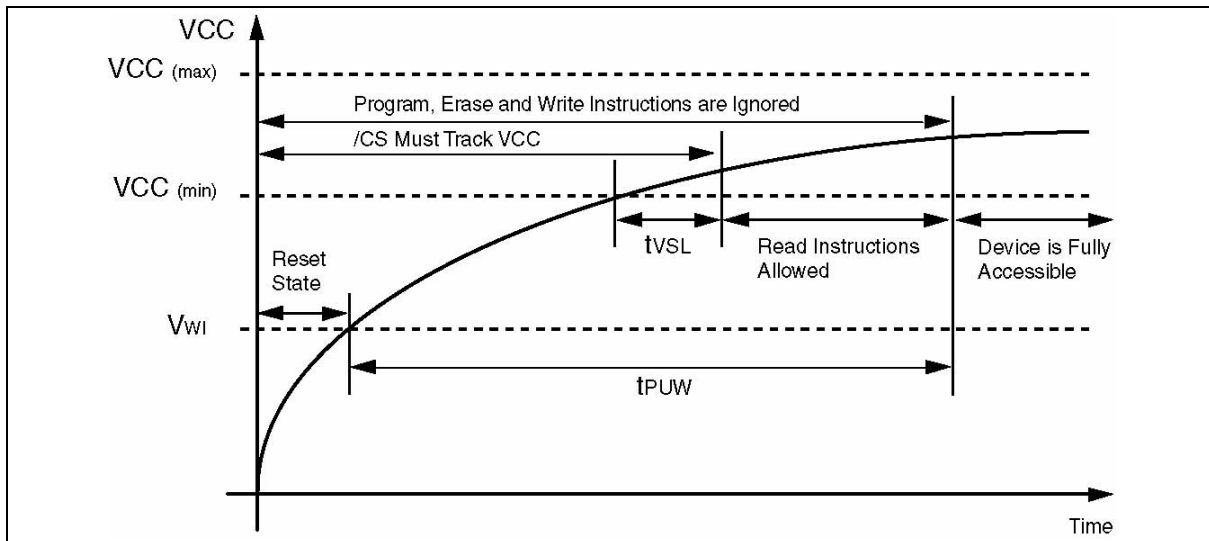 VCC
VCC (max)
Program, Erase and Write Instructions are Ignored
/CS Must Track VCC
VCC (min)
tVSL
Read Instructions
Allowed
Device is Fully
Accessible
Reset
State
VWI
tPUW
Time